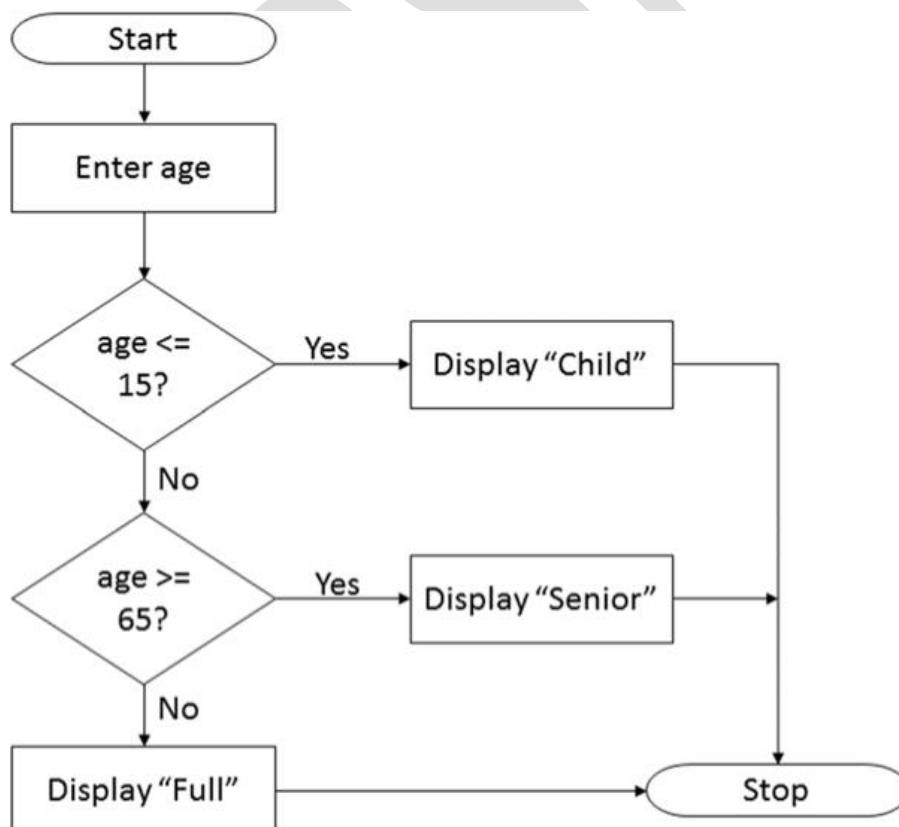 Start
Enter age
age <=
15?
Yes
Display “Child”
No
age >=
65?
Yes
Display “Senior”
No
Display “Full”
Stop